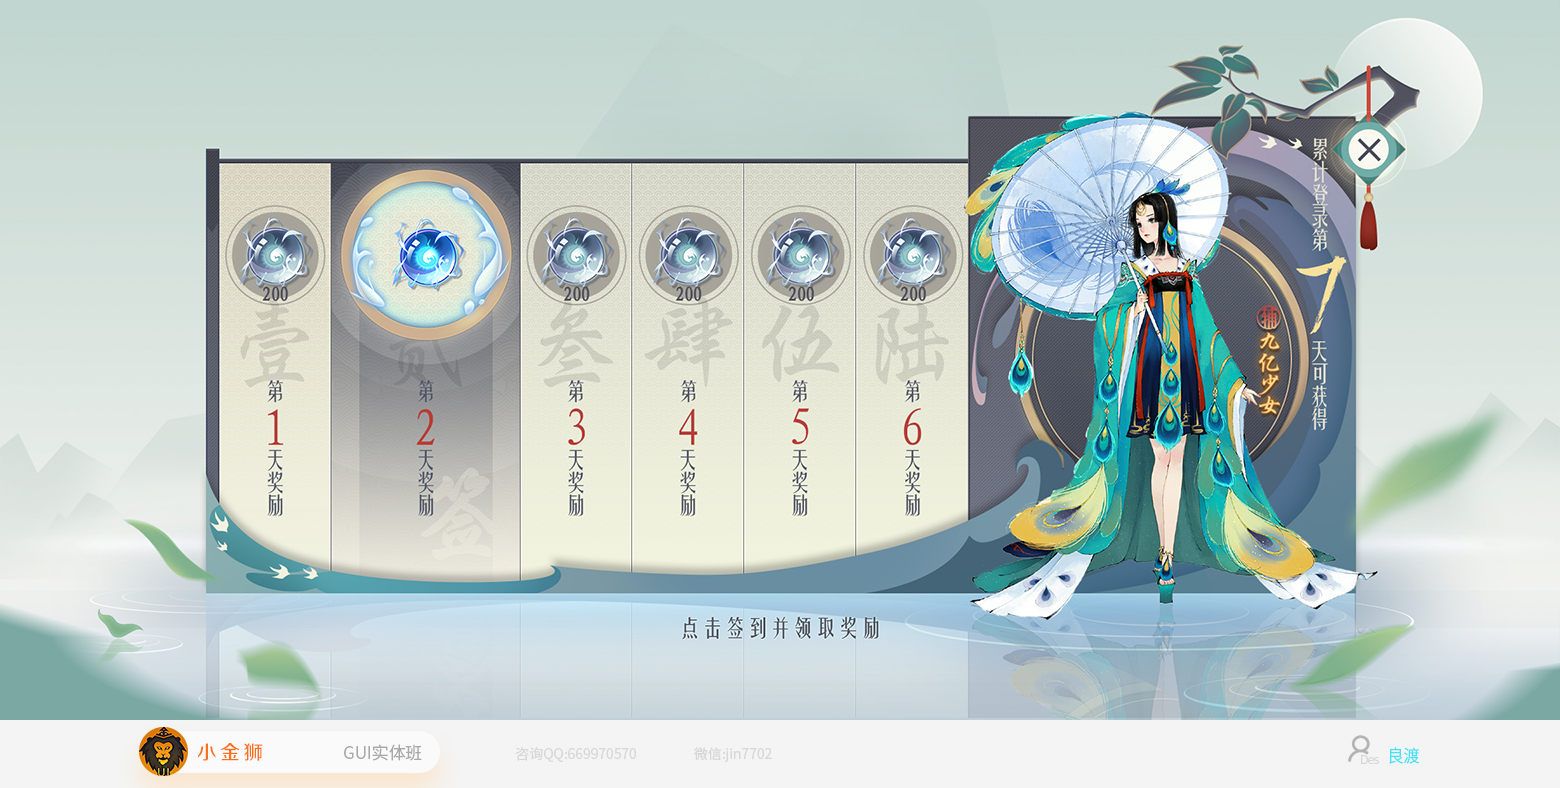 200
壹
第1天奖励
贰
第2天奖励
签
200
叁
第3天奖励
200
肆
第4天奖励
200
伍
第5天奖励
200
陆
第6天奖励
累计登录第7天可获得
九亿少女
点击签到并领取奖励
小金狮
GUI实体班
咨询QQ:669970570
微信:jin7702
Des
良渡